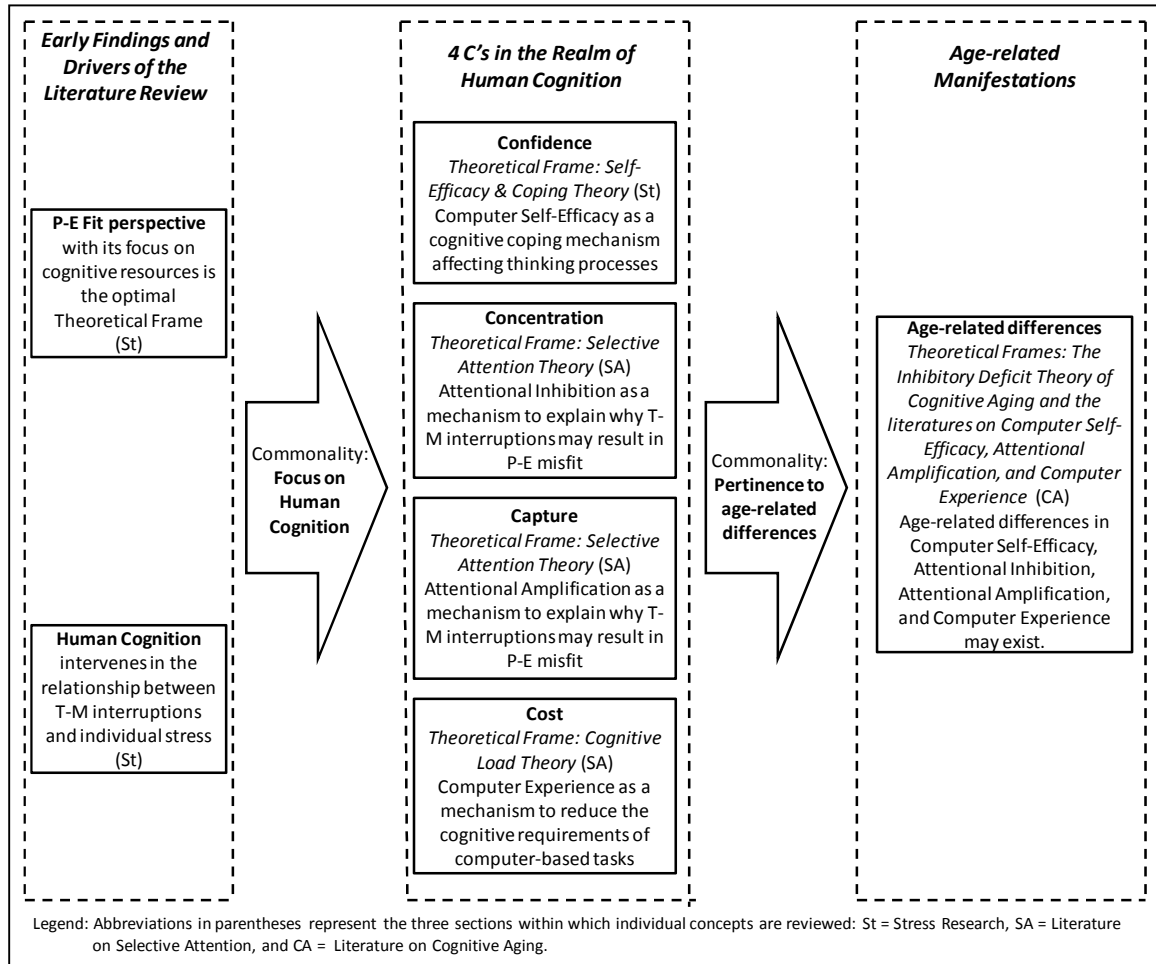 Early Findings and
Drivers of the
Literature Review
P-E Fit perspective
with its focus on
cognitive resources is
the optimal
Theoretical Frame
(St)
Human Cognition
intervenes in the
relationship between
T-M interruptions
and individual stress
(St)
Commonality:
Focus on
Human
Cognition
4 C's in the Realm of
Human Cognition
Confidence
Theoretical Frame: Self-
Efficacy & Coping Theory (St)
Computer Self-Efficacy as a
cognitive coping mechanism
affecting thinking processes
Concentration
Theoretical Frame: Selective
Attention Theory (SA)
Attentional Inhibition as a
mechanism to explain why T-
M interruptions may result in
P-E misfit
Capture
Theoretical Frame: Selective
Attention Theory (SA)
Attentional Amplification as a
mechanism to explain why T-
M interruptions may result in
P-E misfit
Cost
Theoretical Frame: Cognitive
Load Theory (SA)
Computer Experience as a
mechanism to reduce the
cognitive requirements of
computer-based tasks
Commonality:
Pertinence to
age-related
differences
Age-related
Manifestations
Age-related differences
Theoretical Frames: The
Inhibitory Deficit Theory of
Cognitive Aging and the
literatures on Computer Self-
Efficacy, Attentional
Amplification, and Computer
Experience (CA)
Age-related differences in
Computer Self-Efficacy,
Attentional Inhibition,
Attentional Amplification,
and Computer Experience
may exist.
Legend: Abbreviations in parentheses represent the three sections within which individual concepts are reviewed: St = Stress Research, SA = Literature
on Selective Attention, and CA = Literature on Cognitive Aging.